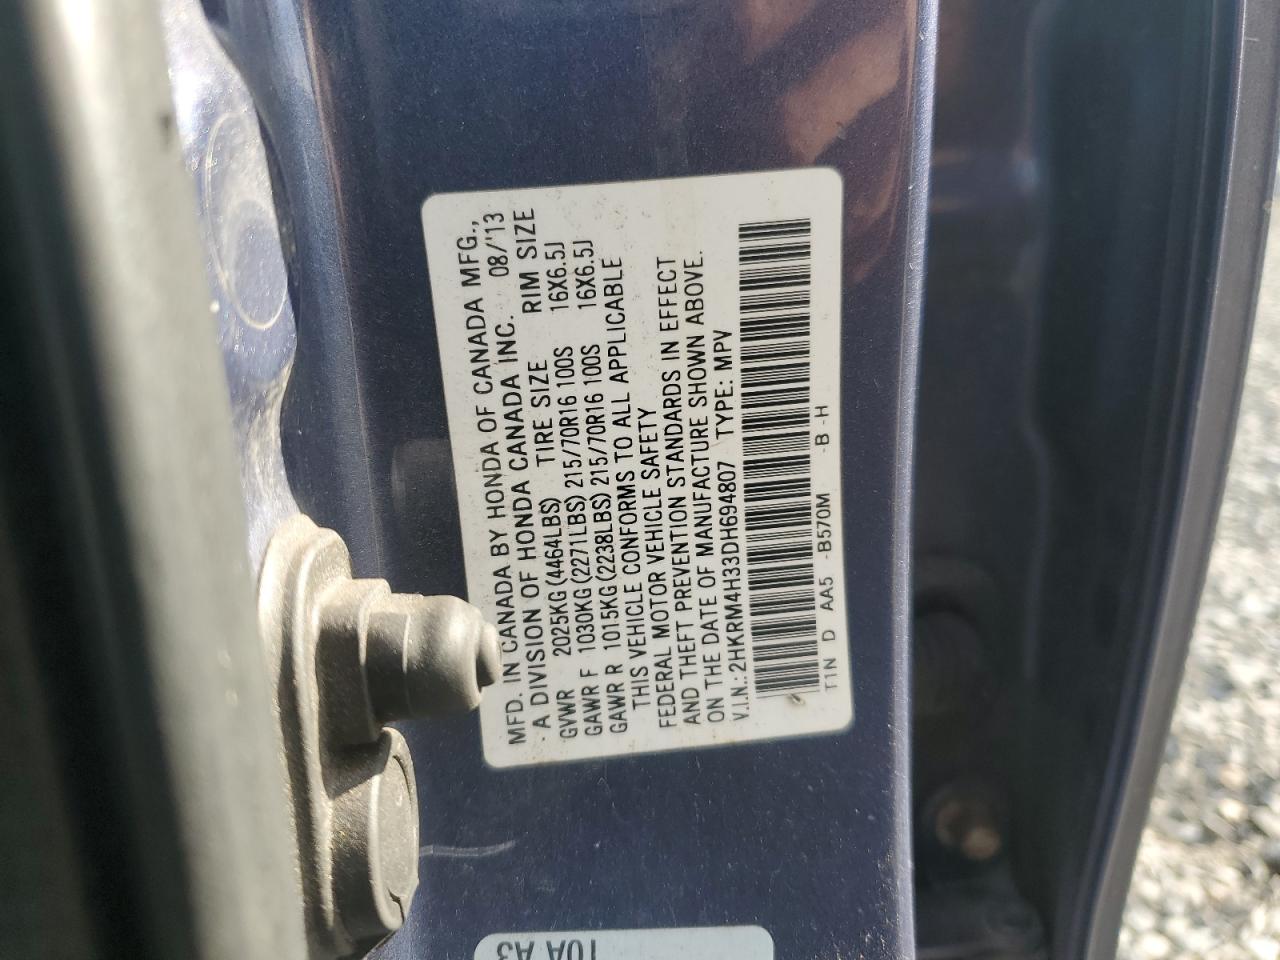 MFD. IN CANADA BY HONDA OF CANADA MFG.,
- A DIVISION OF HONDA CANADA INC. 08/'13
GVWR 2025KG(4464LBS) TIRE SIZE RIM SIZE
GAWR F 1030KG(2271LBS) 215/70R16 100S 16X6.5J
GAWR R 1015KG(2238LBS) 215/70R16 100S 16X6.5J
THIS VEHICLE CONFORMS TO ALL APPLICABLE
FEDERAL MOTOR VEHICLE SAFETY
AND THEFT PREVENTION STANDARDS IN EFFECT
ON THE DATE OF MANUFACTURE SHOWN ABOVE.
V.I.N.: 2HKRM4H33DH694807 TYPE: MPV
T1N D AA5 -B570M -B -H